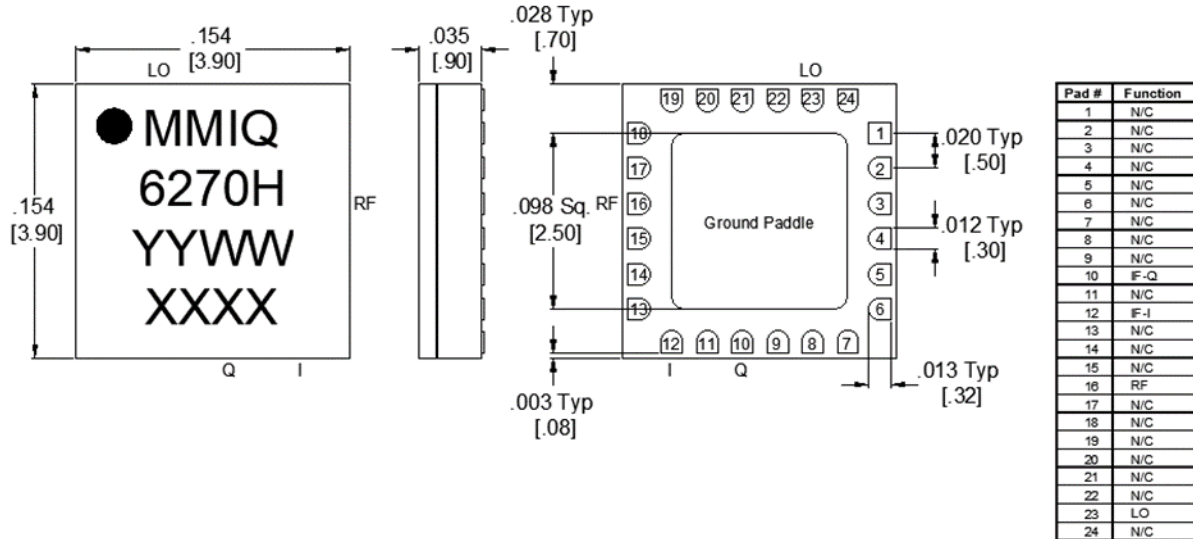 .154
[3.90]
LO
MMIQ
6270H
YYWW
XXXX
.154
[3.90]
RF
Q I
.035
[.90]
.028 Typ
[.70]
LO
19 20 21 22 23 24
18
17
16
15
14
13
RF
.098 Sq.
[2.50]
Ground Paddle
1
2
3
4
5
6
.020 Typ
[.50]
.012 Typ
[.30]
12 11 10 9 8 7
I Q
.003 Typ
[.08]
.013 Typ
[.32]
Pad # Function
1 N/C
2 N/C
3 N/C
4 N/C
5 N/C
6 N/C
7 N/C
8 N/C
9 N/C
10 IF-Q
11 N/C
12 IF-I
13 N/C
14 N/C
15 N/C
16 RF
17 N/C
18 N/C
19 N/C
20 N/C
21 N/C
22 N/C
23 LO
24 N/C